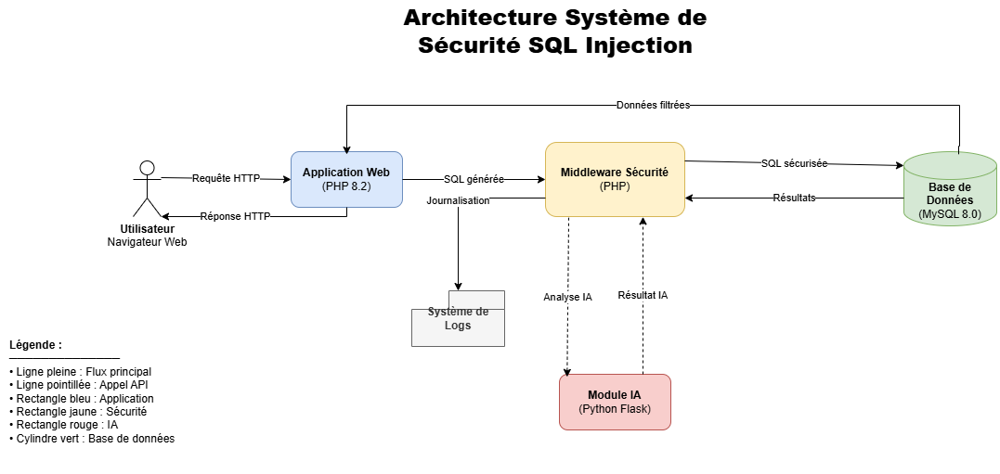 Architecture Système de
Sécurité SQL Injection
Données filtrées
Requête HTTP
Application Web
(PHP 8.2)
SQL générée
Middleware Sécurité
(PHP)
SQL sécurisée
Base de
Données
(MySQL 8.0)
Journalisation
Résultats
Réponse HTTP
Utilisateur
Navigateur Web
Analyse IA
Résultat IA
Système de
Logs
Module IA
(Python Flask)
Légende :
─────────────────
• Ligne pleine : Flux principal
• Ligne pointillée : Appel API
• Rectangle bleu : Application
• Rectangle jaune : Sécurité
• Rectangle rouge : IA
• Cylindre vert : Base de données